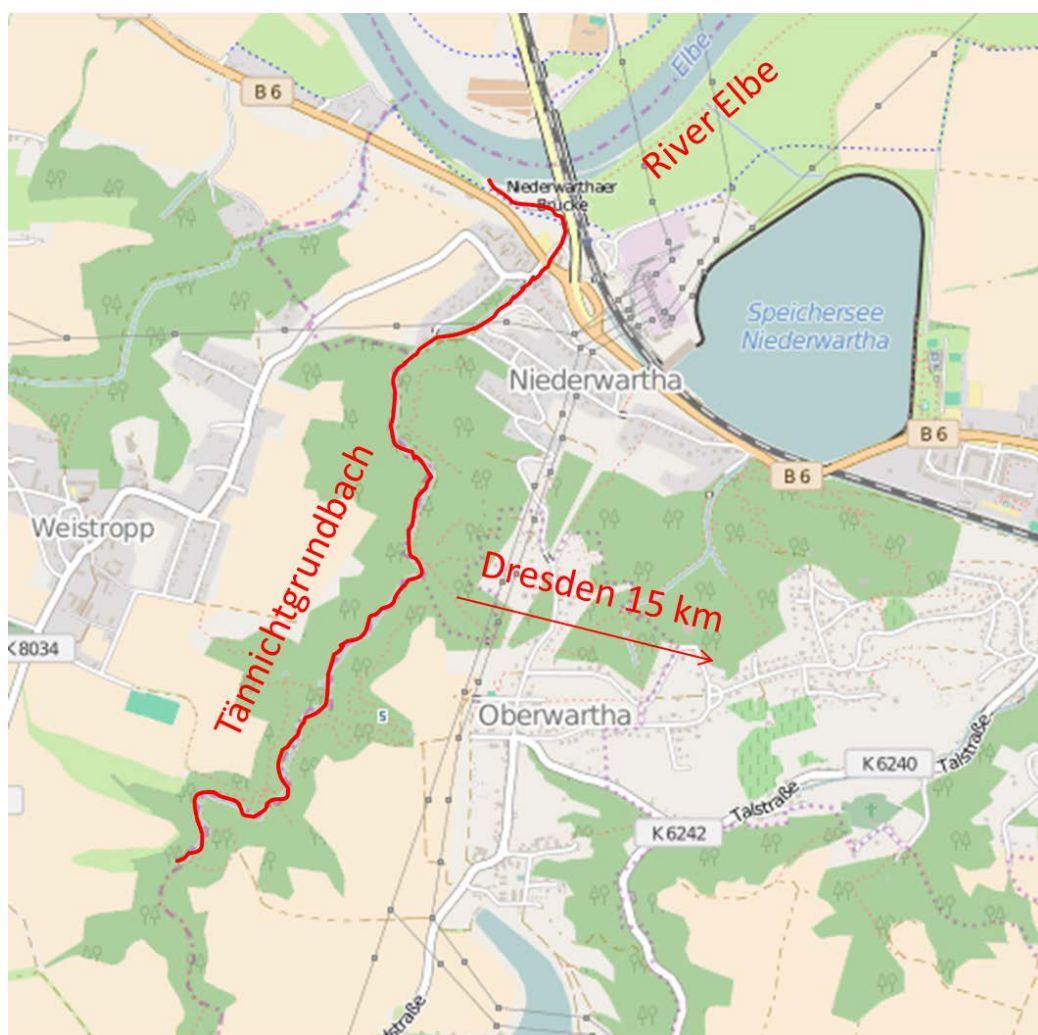 B 6
Elbe
River Elbe
Niederwarthaer
Brücke
Speichersee
Niederwartha
Niederwartha
B 6
B 6
Weistropp
Tännichtgrundbach
Dresden 15 km
K 8034
S
Oberwartha
K 6240
Talstraße
Talstraße
K 6242